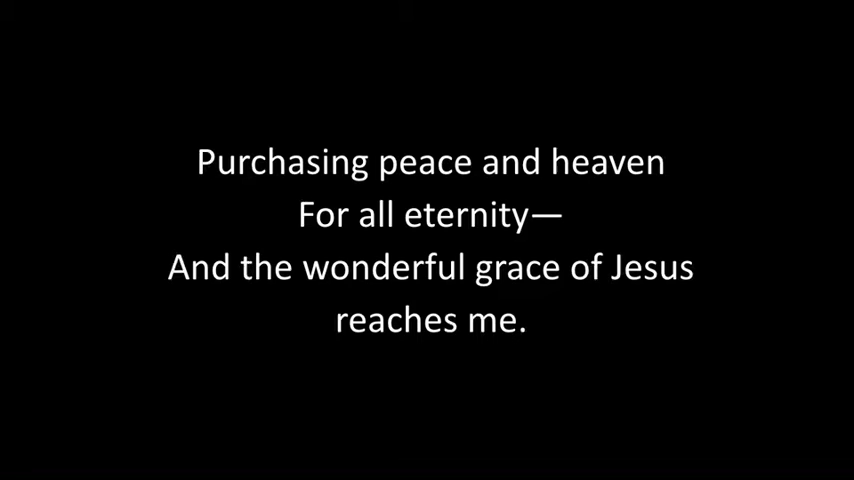 Purchasing peace and heaven
For all eternity—
And the wonderful grace of Jesus
reaches me.